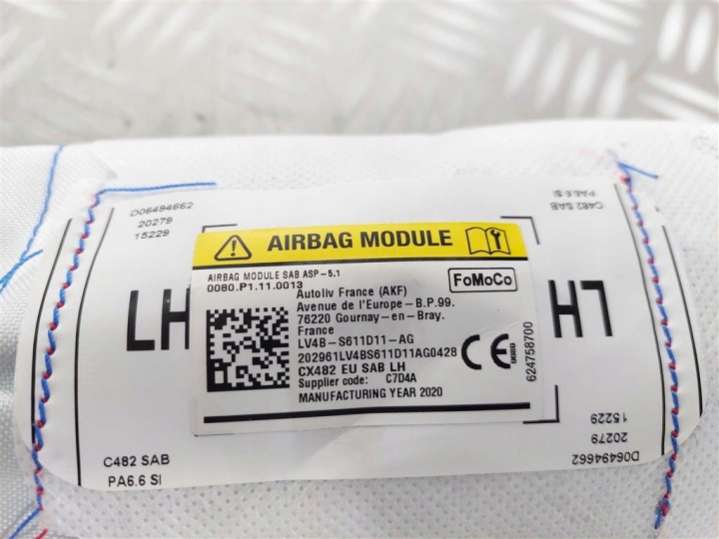 D06494662
20279
15229
C482 SAB
PA6.6 SI
LH
AIRBAG MODULE
AIRBAG MODULE SAB ASP-5.1
0080.P1.11.0013
FoMoCo
Autoliv France (AKF)
Avenue de l'Europe-B.P.99.
76220 Gournay-en-Bray.
France
LV4B-S611D11-AG
202961LV4BS611D11AG0428
CX482 EU SAB LH
Supplier code: C7D4A
MANUFACTURING YEAR 2020
CE
624758700
LH
C482 SAB
PA6.6 SI
D06494662
20279
15229